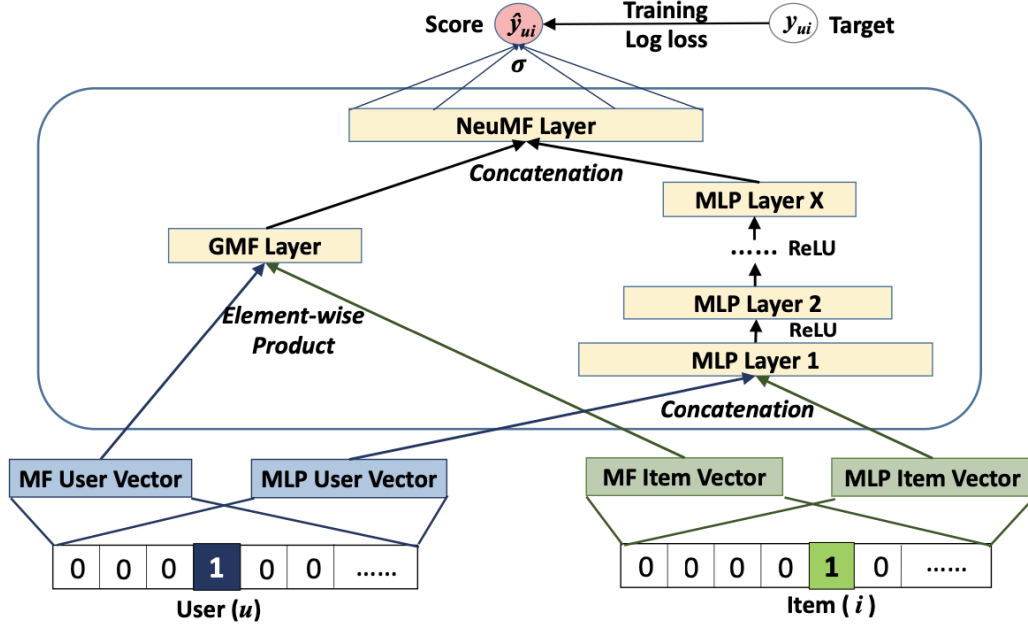 Score ŷui Training yui Target
Log loss
σ
NeuMF Layer
Concatenation
MLP Layer X
GMF Layer
...... ReLU
Element-wise
Product
MLP Layer 2
ReLU
MLP Layer 1
Concatenation
MF User Vector MLP User Vector MF Item Vector MLP Item Vector
0 0 0 1 0 0 ...... 0 0 0 0 1 0 ......
User (u) Item ( i )